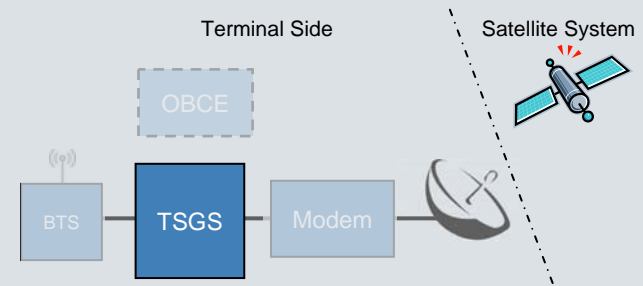 Terminal Side
Satellite System
OBCE
BTS
TSGS
Modem